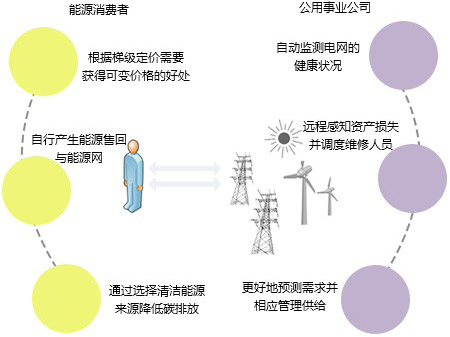 能源消费者
公用事业公司
根据梯级定价需要
获得可变价格的好处
自动监测电网的
健康状况
自行产生能源售回
与能源网
远程感知资产损失
并调度维修人员
通过选择清洁能源
来源降低碳排放
更好地预测需求并
相应管理供给